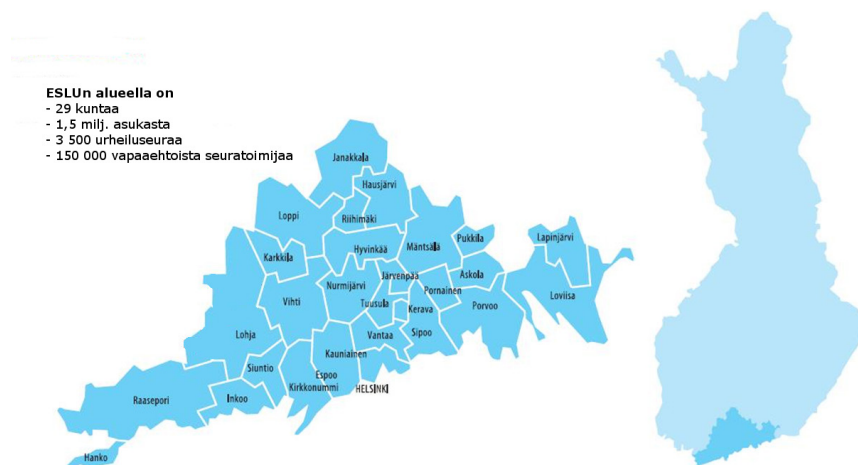 ESLUn alueella on
- 29 kuntaa
- 1,5 milj. asukasta
- 3 500 urheiluseuraa
- 150 000 vapaaehtoista seuratoimijaa
Janakkala
Hausjärvi
Loppi
Riihimäki
Hyvinkää
Mäntsälä
Pukkila
Lapinjärvi
Karkkila
Järvenpää
Askola
Nurmijärvi
Pornainen
Loviisa
Vihti
Tuusula
Kerava
Porvoo
Lohja
Vantaa
Sipoo
Kauniainen
Siuntio
Espoo
Kirkkonummi
HELSINKI
Raasepori
Inkoo
Hanko